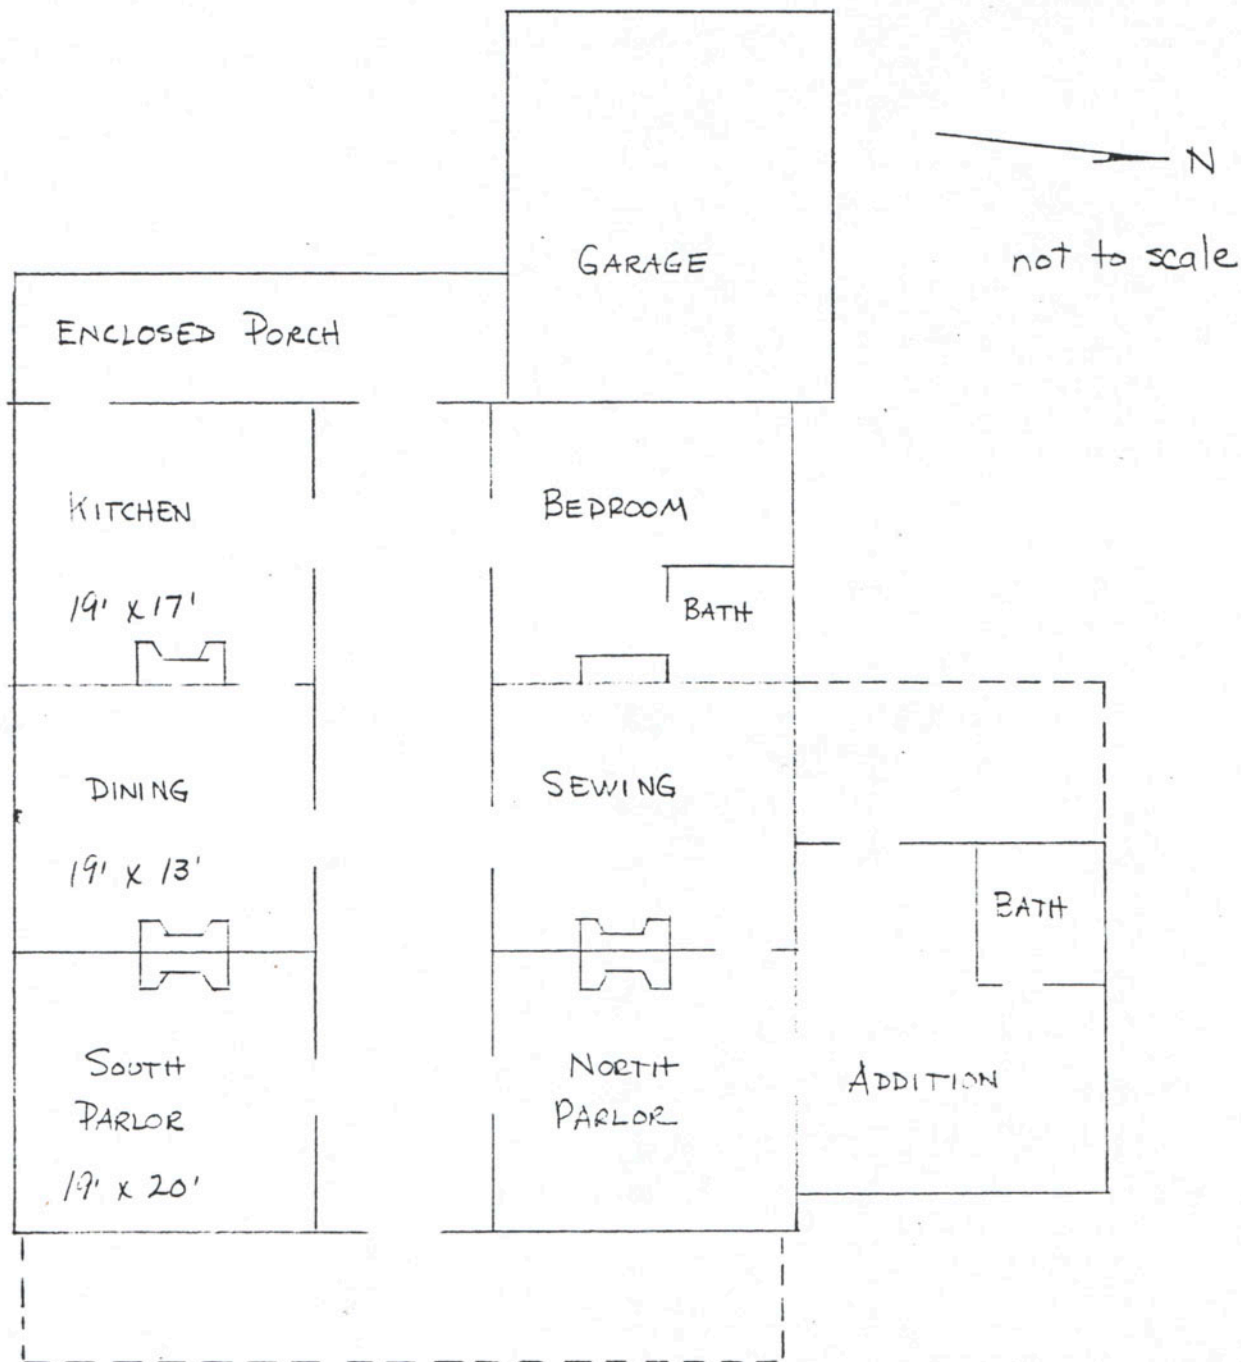 GARAGE
N
not to scale
ENCLOSED PORCH
KITCHEN
19' x 17'
BEDROOM
BATH
DINING
19' x 13'
SEWING
BATH
SOUTH
PARLOR
19' x 20'
NORTH
PARLOR
ADDITION